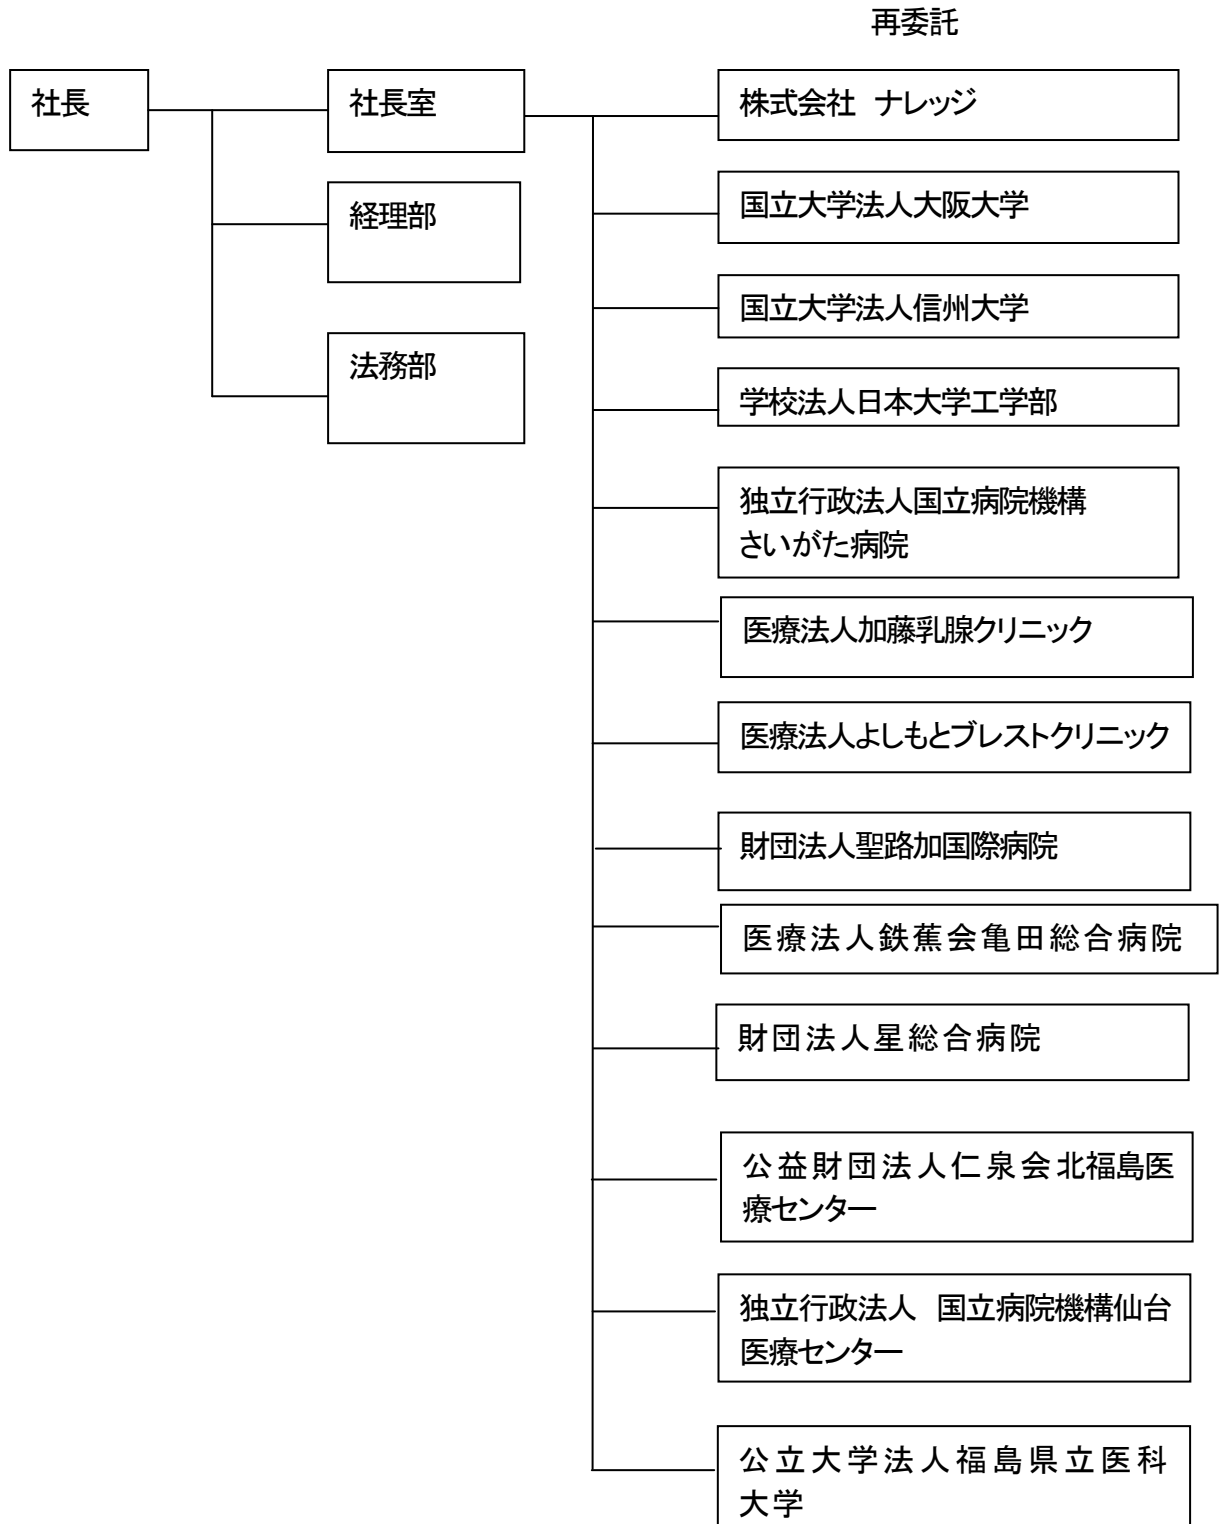 再委託
社長
社長室
経理部
法務部
株式会社　ナレッジ
国立大学法人大阪大学
国立大学法人信州大学
学校法人日本大学工学部
独立行政法人国立病院機構
さいがた病院
医療法人加藤乳腺クリニック
医療法人よしもとブレストクリニック
財団法人聖路加国際病院
医療法人鉄蕉会亀田総合病院
財団法人星総合病院
公益財団法人仁泉会北福島医
療センター
独立行政法人　国立病院機構仙台
医療センター
公立大学法人福島県立医科
大学